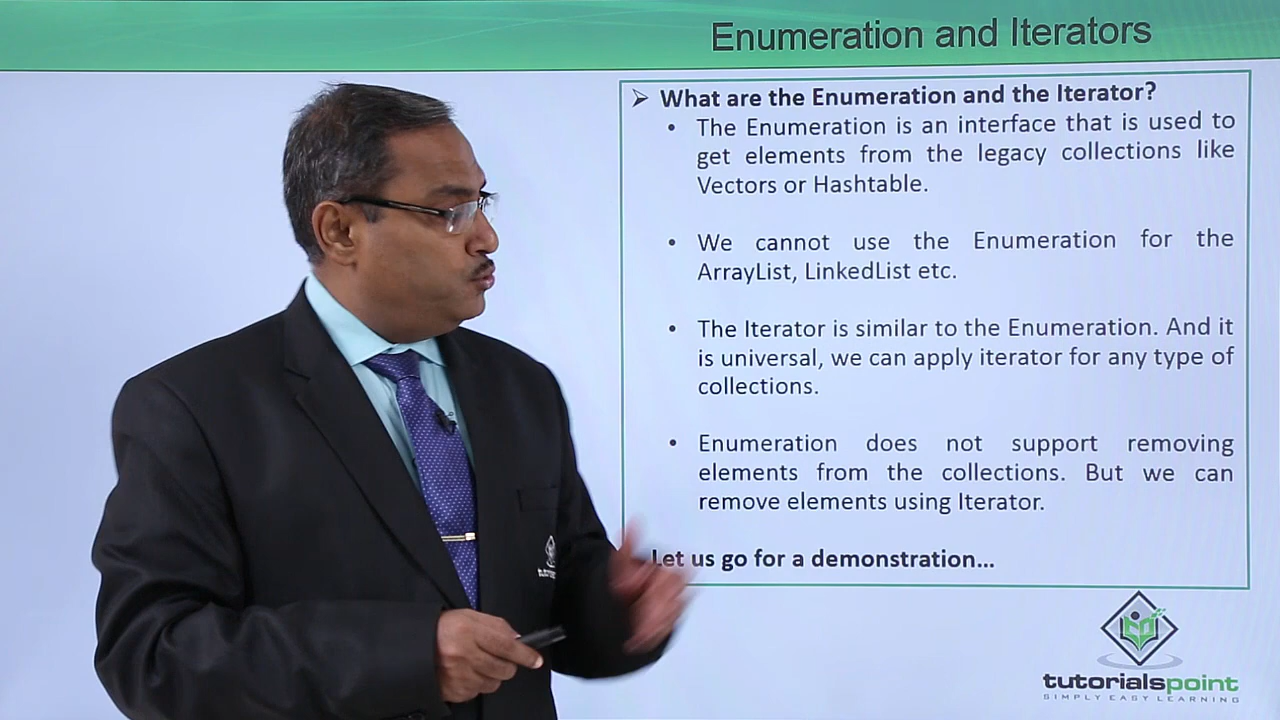 Enumeration and Iterators
➢ What are the Enumeration and the Iterator?
• The Enumeration is an interface that is used to
get elements from the legacy collections like
Vectors or Hashtable.
• We cannot use the Enumeration for the
ArrayList, LinkedList etc.
• The Iterator is similar to the Enumeration. And it
is universal, we can apply iterator for any type of
collections.
• Enumeration does not support removing
elements from the collections. But we can
remove elements using Iterator.
Let us go for a demonstration...
tutorialspoint
SIMPLY EASY LEARNING